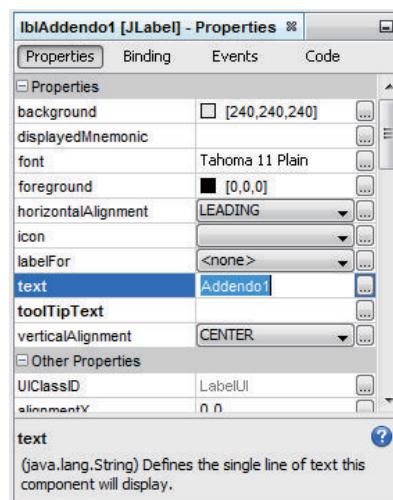 lblAddendo1 [JLabel] - Properties
Properties Binding Events Code
Properties
background [240,240,240] ...
displayedMnemonic ...
font Tahoma 11 Plain ...
foreground [0,0,0] ...
horizontalAlignment LEADING ...
icon ...
labelFor <none> ...
text Addendo1 ...
toolTipText ...
verticalAlignment CENTER ...
Other Properties
UIClassID LabelUI ...
alignmentX 0.0
text ?
(java.lang.String) Defines the single line of text this
component will display.